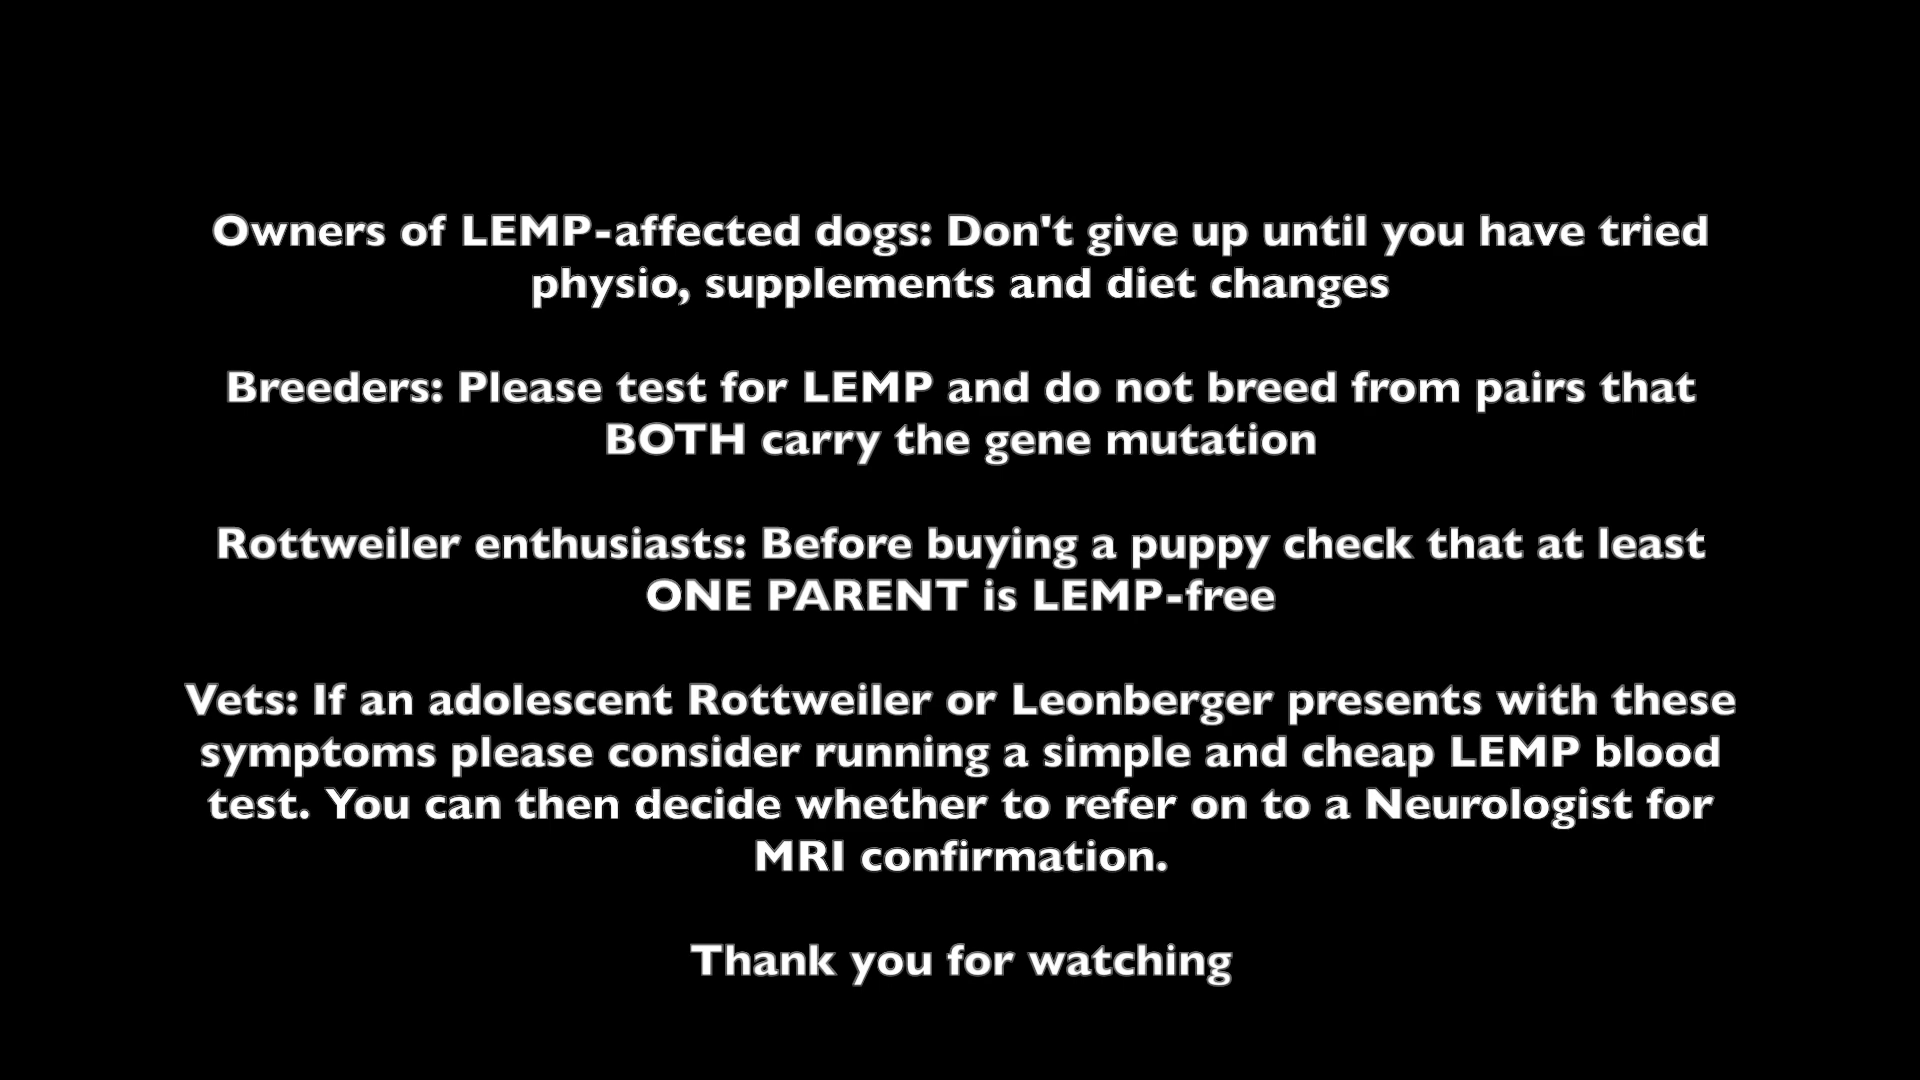 Owners of LEMP-affected dogs: Don't give up until you have tried
physio, supplements and diet changes
Breeders: Please test for LEMP and do not breed from pairs that
BOTH carry the gene mutation
Rottweiler enthusiasts: Before buying a puppy check that at least
ONE PARENT is LEMP-free
Vets: If an adolescent Rottweiler or Leonberger presents with these
symptoms please consider running a simple and cheap LEMP blood
test. You can then decide whether to refer on to a Neurologist for
MRI confirmation.
Thank you for watching